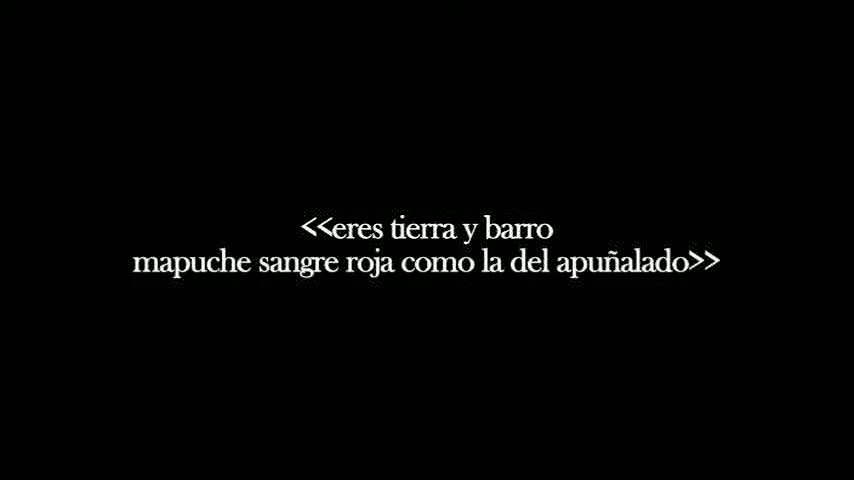 <<eres tierra y barro
mapuche sangre roja como la del apuñalado>>